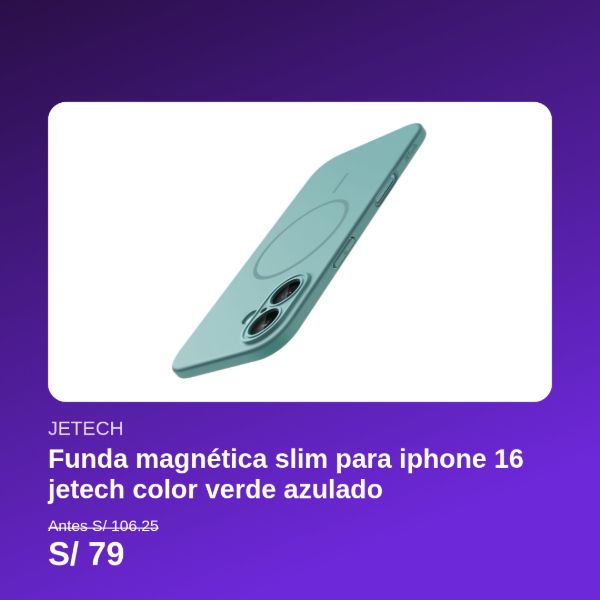 JETECH
Funda magnética slim para iphone 16
jetech color verde azulado
Antes S/ 106.25
S/ 79